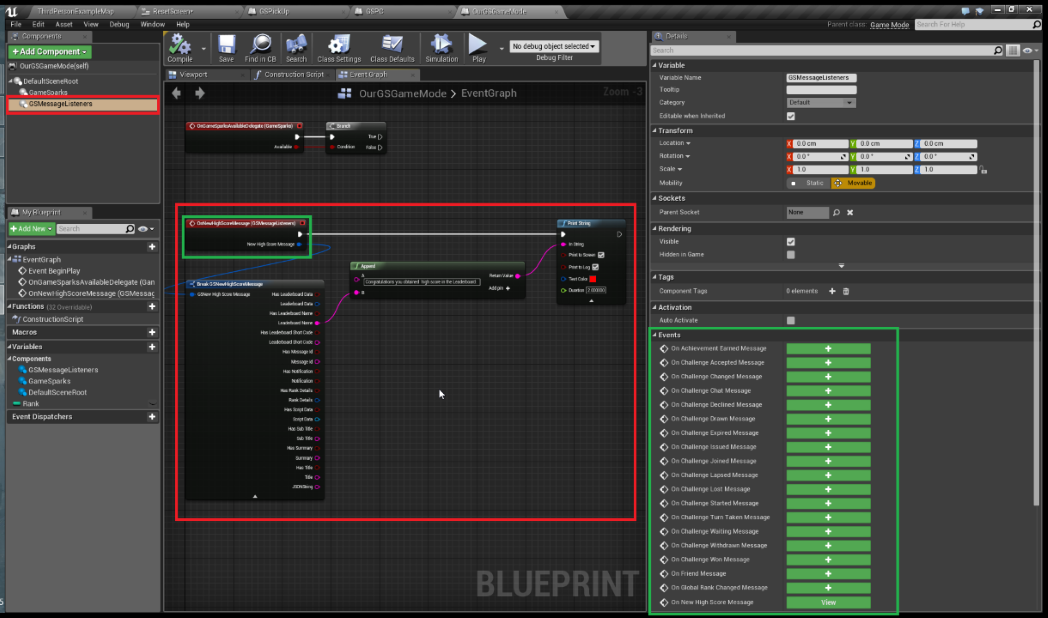 ThirdPersonExampleMap
ResetScene
GSPickUp
GSPC
OurGSGameMode
File Edit Asset View Debug Window Help
Parent class: Game Mode
Search For Help
Components
+Add Component
OurGSGameMode(self)
DefaultSceneRoot
GameSparks
GSMessageListeners
Compile
Save
Find in CB
Search
Class Settings
Class Defaults
Simulation
Play
No debug object selected
Debug Filter
Viewport
Construction Script
Event Graph
OurGSGameMode > EventGraph
Zoom -3
OnGameSparksAvailableDelegate (GameSparks)
Available
Branch
True
Condition
False
OnNewHighScoreMessage (GSMessageListeners)
New High Score Message
Print String
In String
Print to Screen
Print to Log
Text Color
Duration 2.000000
Append
A
Congratulations you obtained high score in the Leaderboard
B
Return Value
Add pin +
Break GSNewHighScoreMessage
GSNew High Score Message
Has Leaderboard Data
Leaderboard Data
Has Leaderboard Name
Leaderboard Name
Has Leaderboard Short Code
Leaderboard Short Code
Has Message Id
Message Id
Has Notification
Notification
Has Rank Details
Rank Details
Has Script Data
Script Data
Has Sub Title
Sub Title
Has Summary
Summary
Has Title
Title
JSONString
BLUEPRINT
My Blueprint
+Add New
Search
Graphs
EventGraph
Event BeginPlay
OnGameSparksAvailableDelegate (Gan
OnNewHighScoreMessage (GSMessag
Functions (32 Overridable)
ConstructionScript
Macros
Variables
Components
GSMessageListeners
GameSparks
DefaultSceneRoot
Rank
Event Dispatchers
Details
Search
Variable
Variable Name GSMessageListeners
Tooltip
Category Default
Editable when Inherited
Transform
Location X 0.0 cm Y 0.0 cm Z 0.0 cm
Rotation X 0.0° Y 0.0° Z 0.0°
Scale X 1.0 Y 1.0 Z 1.0
Mobility Static Movable
Sockets
Parent Socket None
Rendering
Visible
Hidden in Game
Tags
Component Tags 0 elements
Activation
Auto Activate
Events
On Achievement Earned Message +
On Challenge Accepted Message +
On Challenge Changed Message +
On Challenge Chat Message +
On Challenge Declined Message +
On Challenge Drawn Message +
On Challenge Expired Message +
On Challenge Issued Message +
On Challenge Joined Message +
On Challenge Lapsed Message +
On Challenge Lost Message +
On Challenge Started Message +
On Challenge Turn Taken Message +
On Challenge Waiting Message +
On Challenge Withdrawn Message +
On Challenge Won Message +
On Friend Message +
On Global Rank Changed Message +
On New High Score Message View